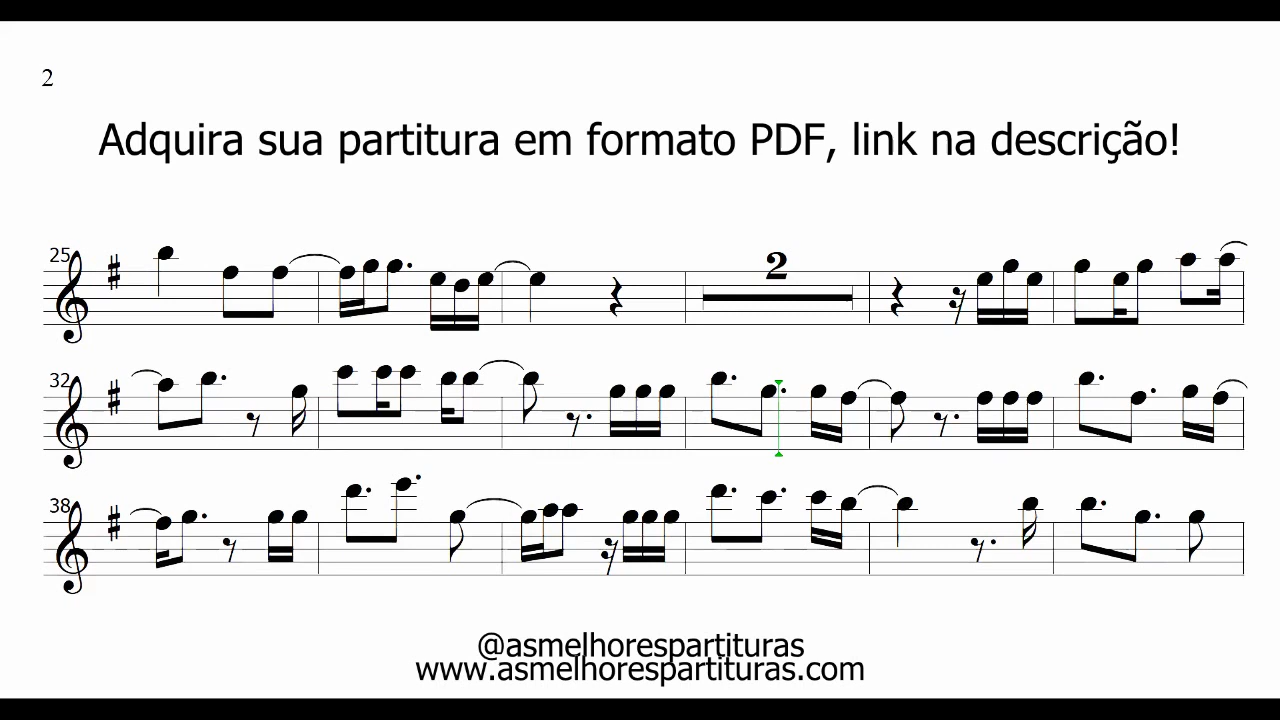 2
Adquira sua partitura em formato PDF, link na descrição!
25
2
32
38
@asmelhorespartituras
www.asmelhorespartituras.com